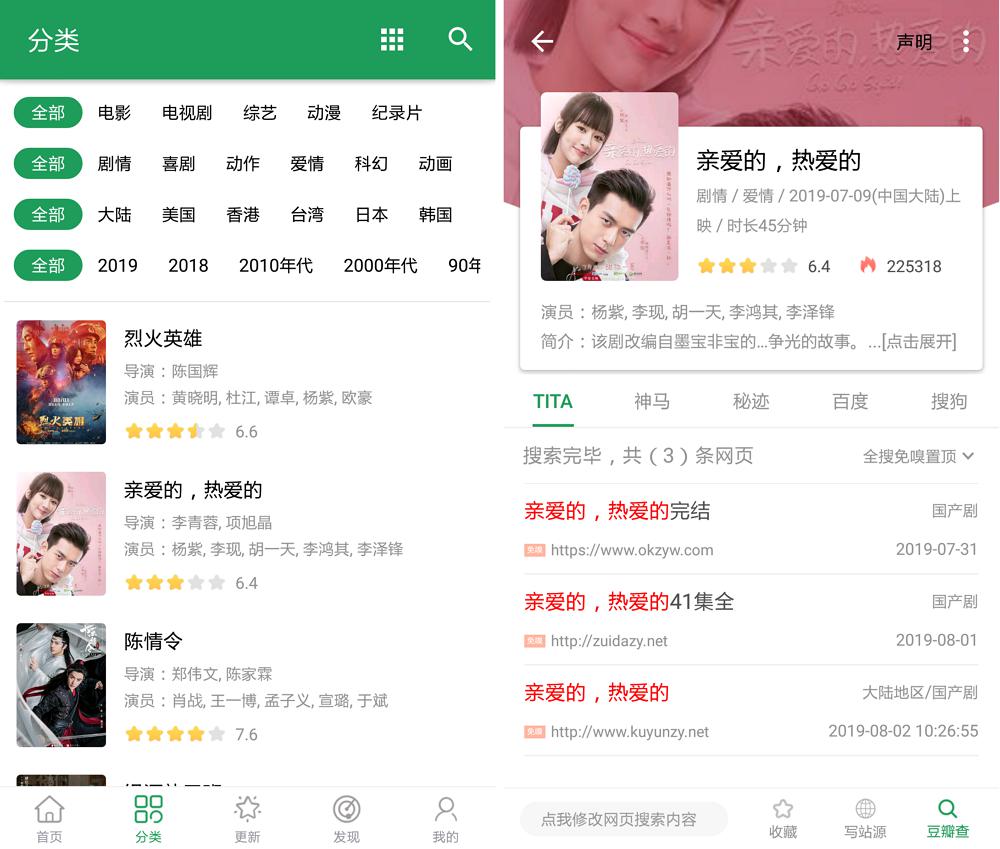 分类
全部 电影 电视剧 综艺 动漫 纪录片
全部 剧情 喜剧 动作 爱情 科幻 动画
全部 大陆 美国 香港 台湾 日本 韩国
全部 2019 2018 2010年代 2000年代 90年
烈火英雄
导演：陈国辉
演员：黄晓明, 杜江, 谭卓, 杨紫, 欧豪
6.6
亲爱的，热爱的
导演：李青蓉, 项旭晶
演员：杨紫, 李现, 胡一天, 李鸿其, 李泽锋
6.4
陈情令
导演：郑伟文, 陈家霖
演员：肖战, 王一博, 孟子义, 宣璐, 于斌
7.6
首页 分类 更新 发现 我的
声明
亲爱的, 热爱的
亲爱的，热爱的
剧情 / 爱情 / 2019-07-09(中国大陆)上
映 / 时长45分钟
6.4 225318
演员：杨紫, 李现, 胡一天, 李鸿其, 李泽锋
简介：该剧改编自墨宝非宝的...争光的故事。 ...[点击展开]
TITA 神马 秘迹 百度 搜狗
搜索完毕，共（3）条网页 全搜免嗅置顶
亲爱的，热爱的完结 国产剧
免嗅 https://www.okzyw.com 2019-07-31
亲爱的，热爱的41集全 国产剧
免嗅 http://zuidazy.net 2019-08-01
亲爱的，热爱的 大陆地区/国产剧
免嗅 http://www.kuyunzy.net 2019-08-02 10:26:55
点我修改网页搜索内容 收藏 写站源 豆瓣查